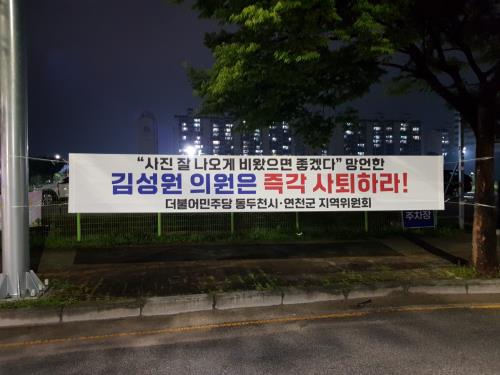 “사진 잘 나오게 비왔으면 좋겠다” 망언한
김성원 의원은 즉각 사퇴하라!
더불어민주당 동두천시·연천군 지역위원회
주차장